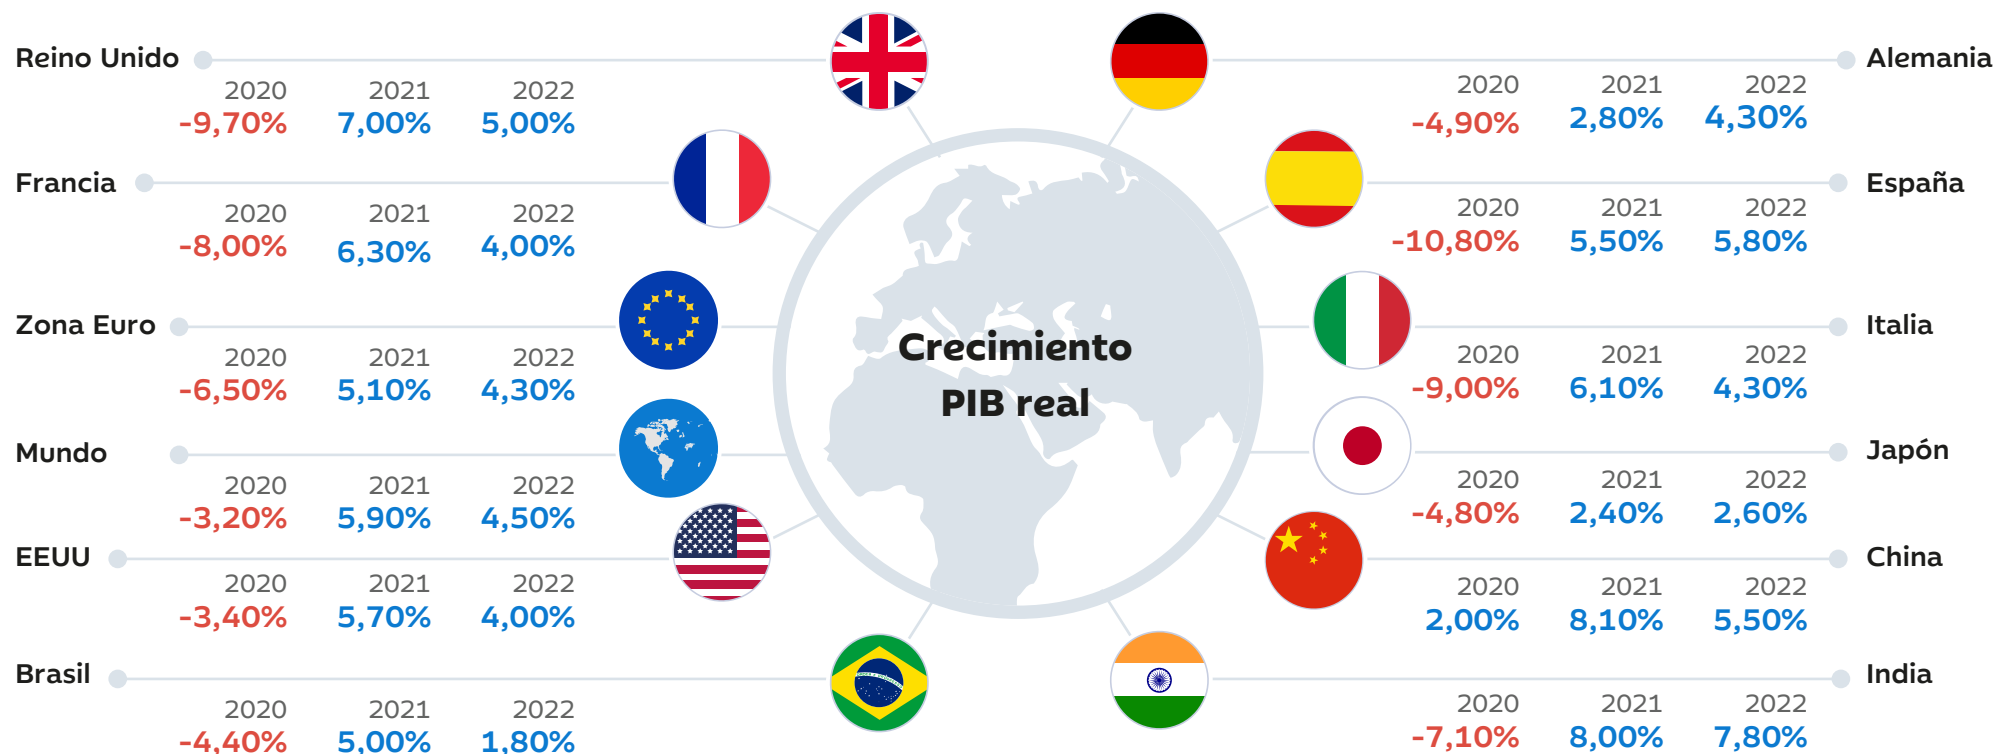 Reino Unido
2020 2021 2022
-9,70% 7,00% 5,00%
Francia
2020 2021 2022
-8,00% 6,30% 4,00%
Zona Euro
2020 2021 2022
-6,50% 5,10% 4,30%
Mundo
2020 2021 2022
-3,20% 5,90% 4,50%
EEUU
2020 2021 2022
-3,40% 5,70% 4,00%
Brasil
2020 2021 2022
-4,40% 5,00% 1,80%
Crecimiento
PIB real
Alemania
2020 2021 2022
-4,90% 2,80% 4,30%
España
2020 2021 2022
-10,80% 5,50% 5,80%
Italia
2020 2021 2022
-9,00% 6,10% 4,30%
Japón
2020 2021 2022
-4,80% 2,40% 2,60%
China
2020 2021 2022
2,00% 8,10% 5,50%
India
2020 2021 2022
-7,10% 8,00% 7,80%